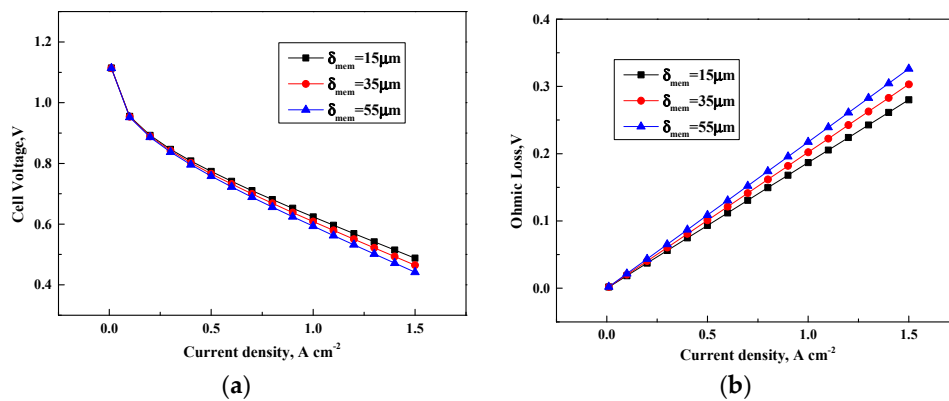 1.2
1.0
0.8
0.6
0.4
Cell Voltage,V
δmem=15μm
δmem=35μm
δmem=55μm
0.0 0.5 1.0 1.5
Current density, A cm-2
(a)
0.4
0.3
0.2
0.1
0.0
Ohmic Loss,V
δmem=15μm
δmem=35μm
δmem=55μm
0.0 0.5 1.0 1.5
Current density, A cm-2
(b)